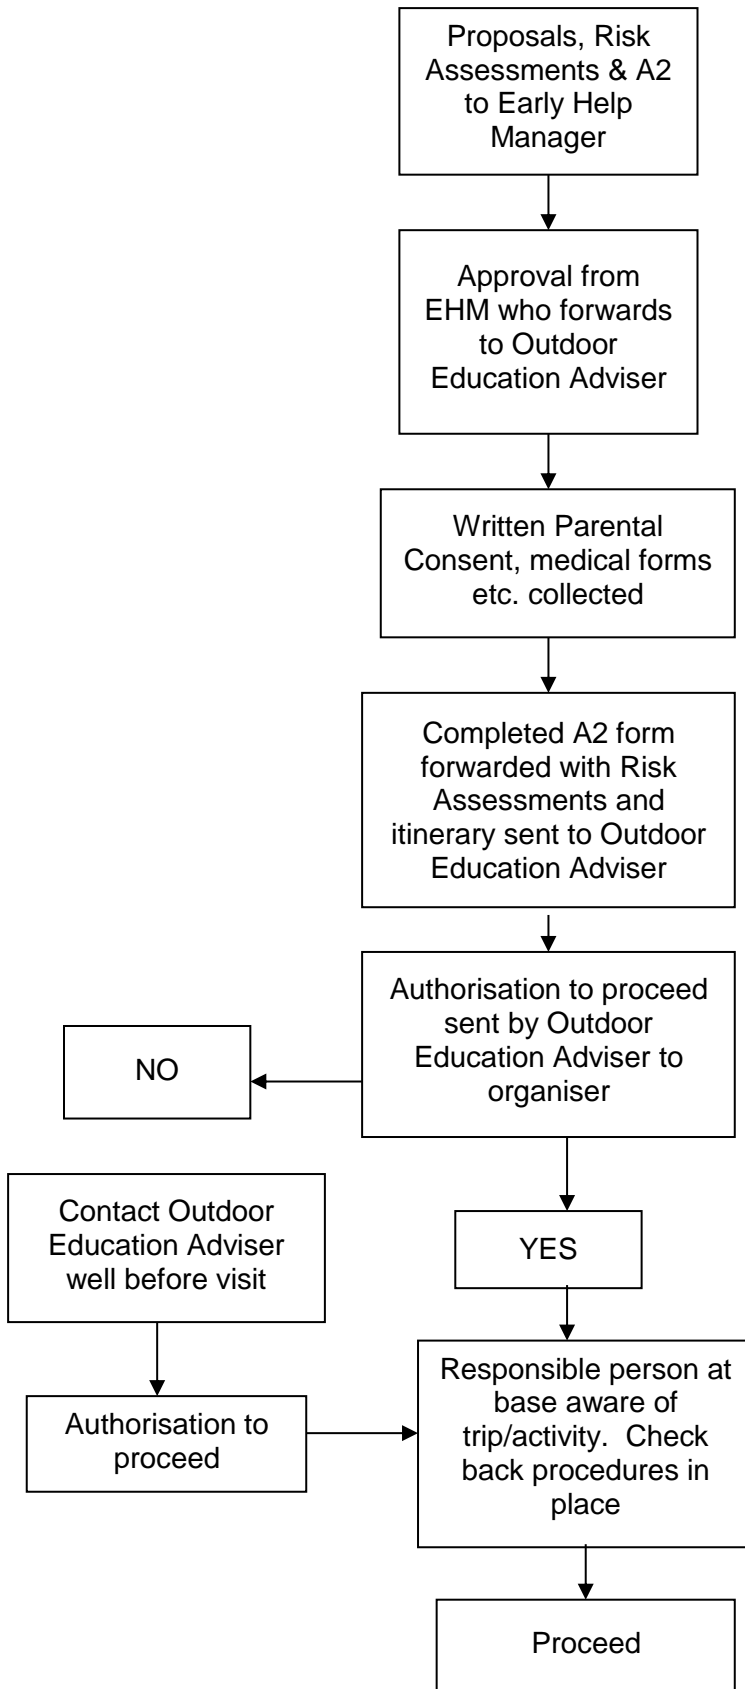 Proposals, Risk
Assessments & A2
to Early Help
Manager
Approval from
EHM who forwards
to Outdoor
Education Adviser
Written Parental
Consent, medical forms
etc. collected
Completed A2 form
forwarded with Risk
Assessments and
itinerary sent to Outdoor
Education Adviser
Authorisation to proceed
sent by Outdoor
Education Adviser to
organiser
NO
Contact Outdoor
Education Adviser
well before visit
YES
Authorisation to
proceed
Responsible person at
base aware of
trip/activity.  Check
back procedures in
place
Proceed